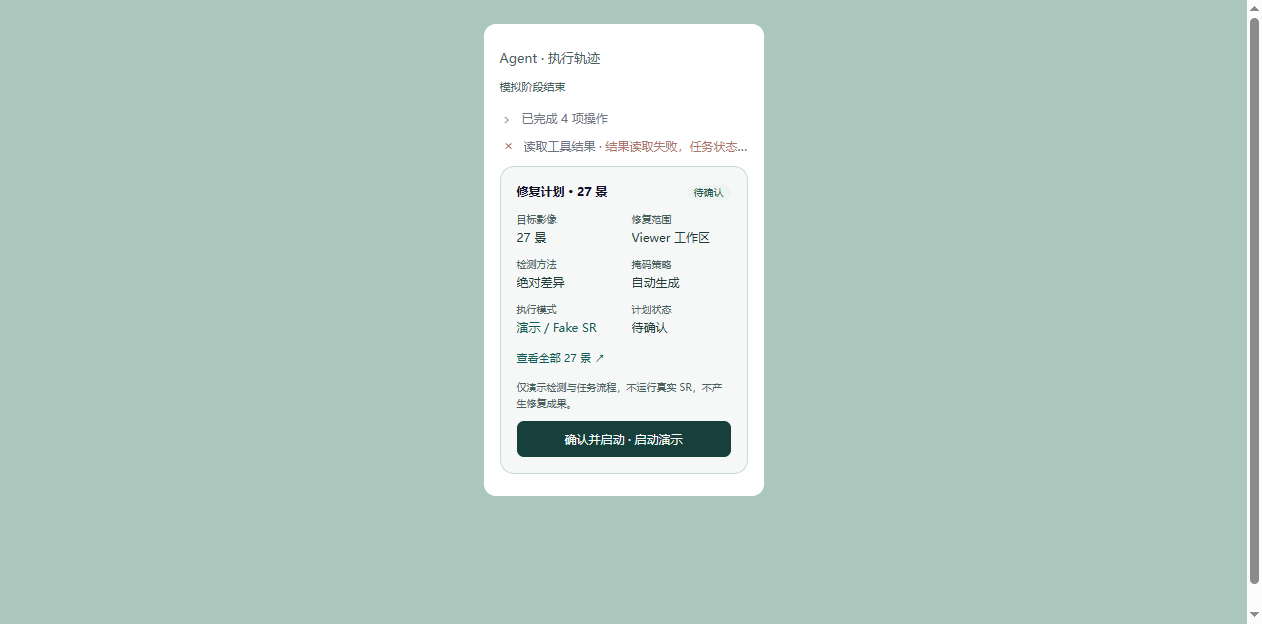 Agent · 执行轨迹
模拟阶段结束
已完成 4 项操作
读取工具结果 · 结果读取失败，任务状态...
修复计划 • 27 景
待确认
目标影像
修复范围
27 景
Viewer 工作区
检测方法
掩码策略
绝对差异
自动生成
执行模式
计划状态
演示 / Fake SR
待确认
查看全部 27 景 ↗
仅演示检测与任务流程，不运行真实 SR，不产
生修复成果。
确认并启动 · 启动演示